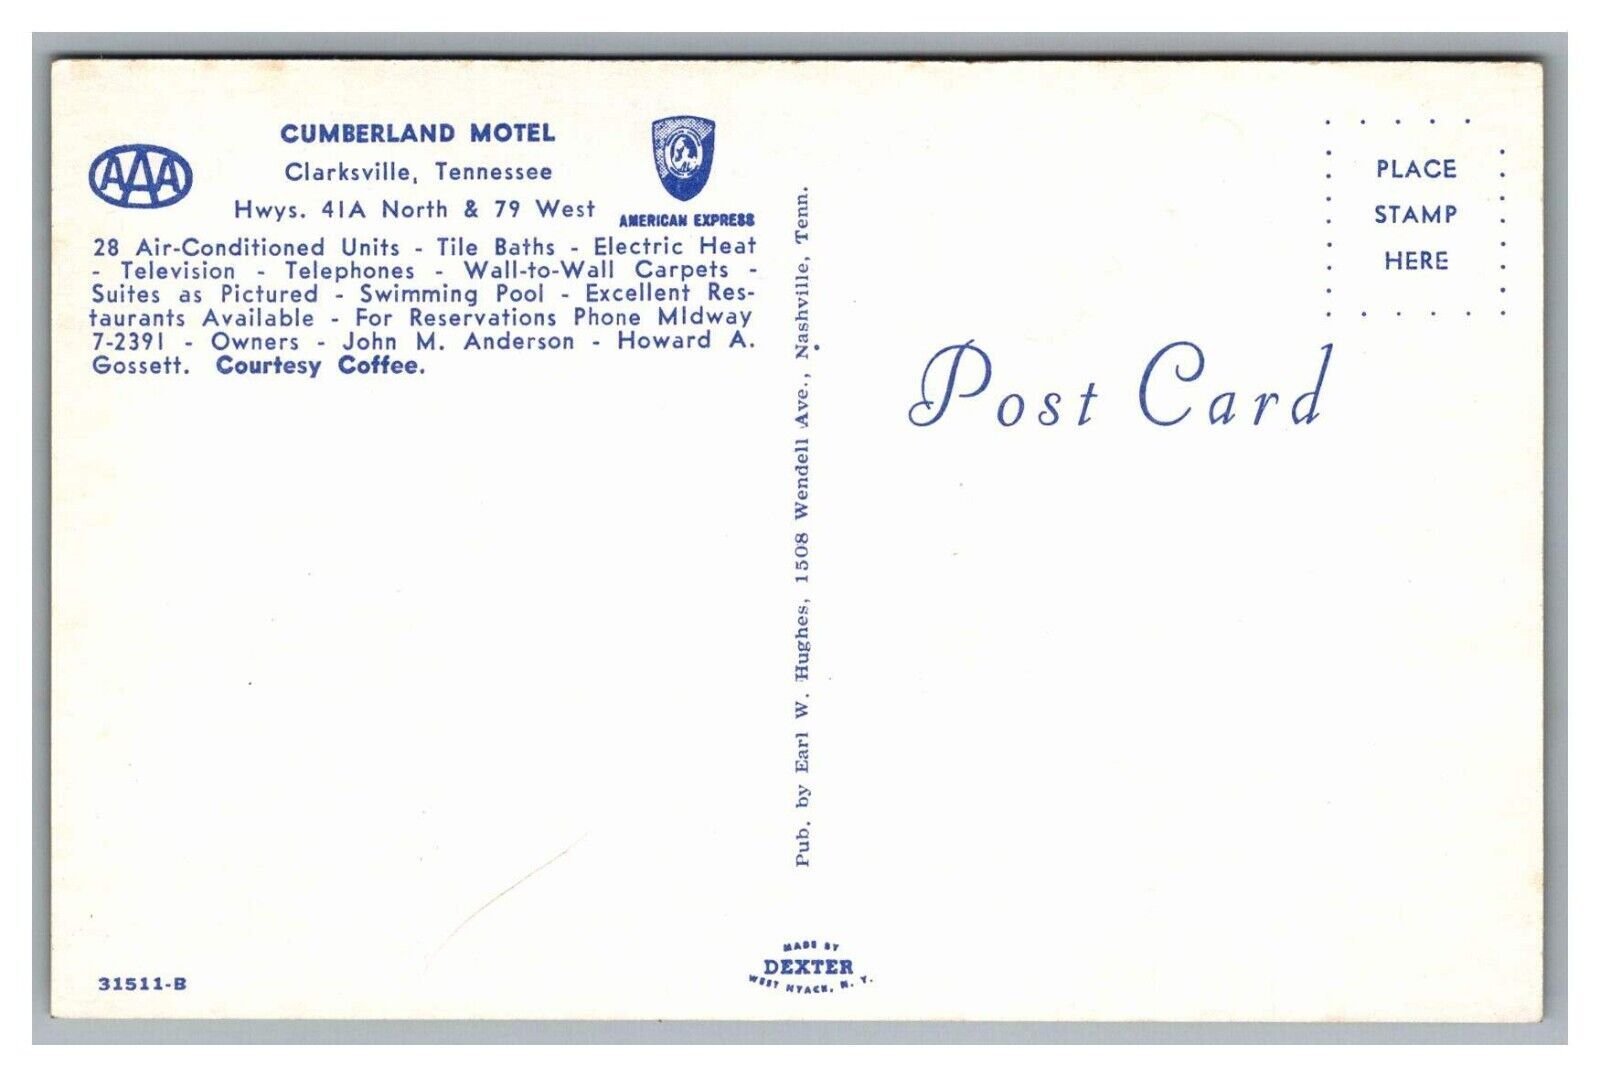 CUMBERLAND MOTEL
Clarksville, Tennessee
Hwys. 41A North & 79 West
AAA
AMERICAN EXPRESS
28 Air-Conditioned Units - Tile Baths - Electric Heat
- Television - Telephones - Wall-to-Wall Carpets -
Suites as Pictured - Swimming Pool - Excellent Res-
taurants Available - For Reservations Phone MIdway
7-2391 - Owners - John M. Anderson - Howard A.
Gossett. Courtesy Coffee.
31511-B
Pub. by Earl W. Hughes, 1508 Wendell Ave., Nashville, Tenn.
MADE BY
DEXTER
WEST NYACK, N. Y.
PLACE
STAMP
HERE
Post Card